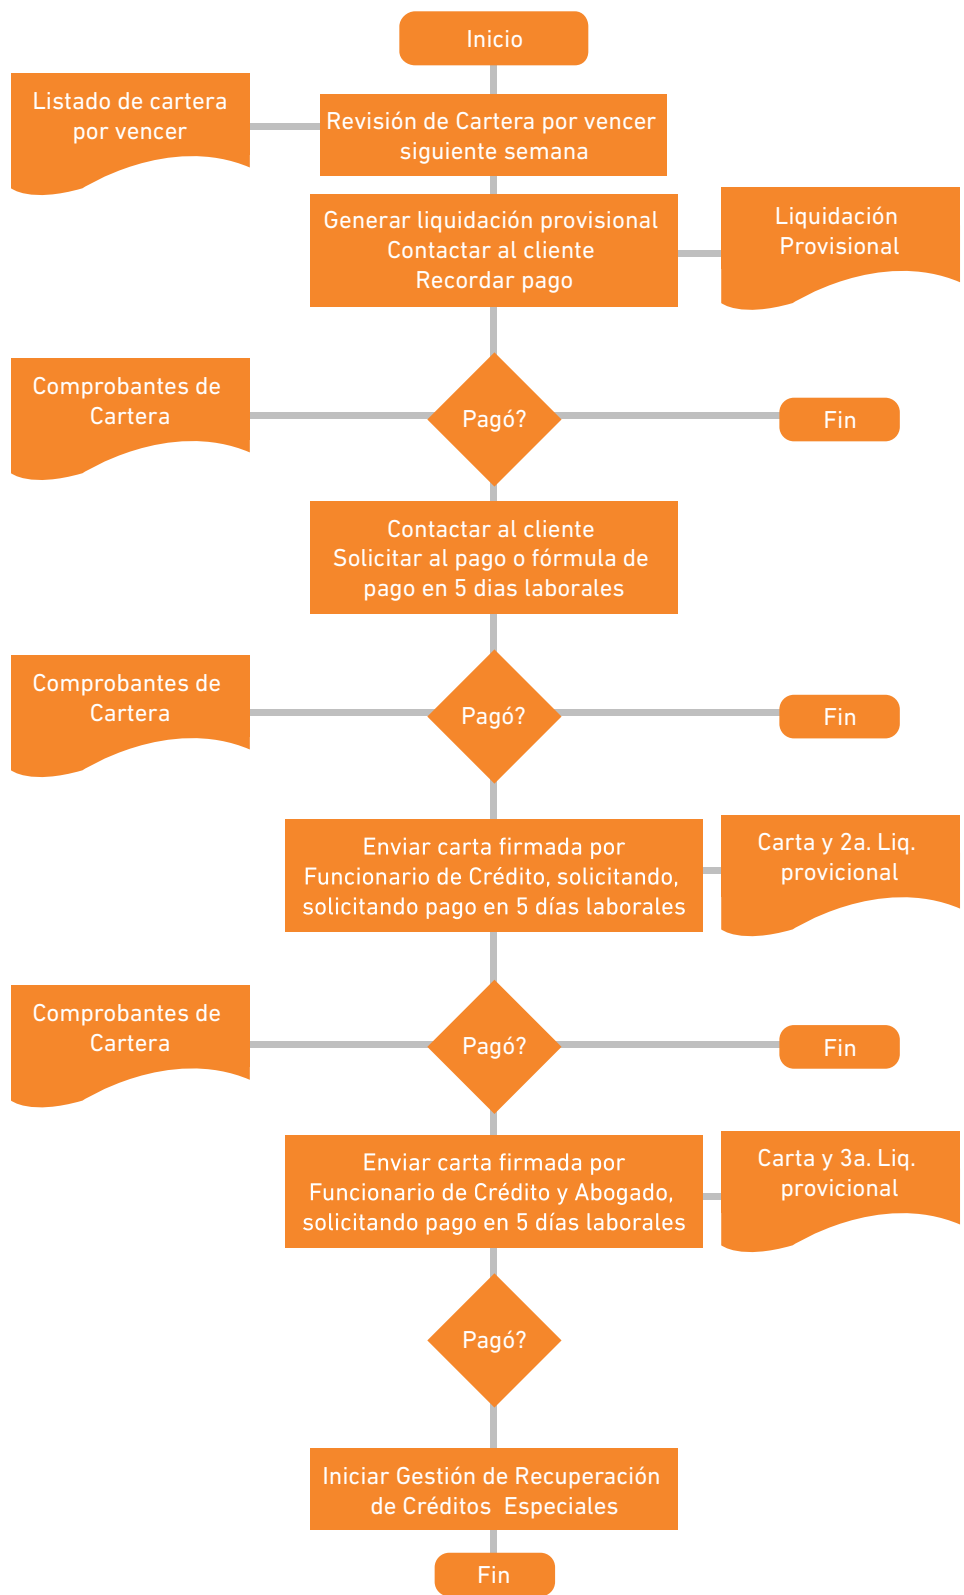 Inicio
Listado de cartera
por vencer
Revisión de Cartera por vencer
siguiente semana
Generar liquidación provisional
Contactar al cliente
Recordar pago
Liquidación
Provisional
Comprobantes de
Cartera
Pagó?
Fin
Contactar al cliente
Solicitar al pago o fórmula de
pago en 5 dias laborales
Comprobantes de
Cartera
Pagó?
Fin
Enviar carta firmada por
Funcionario de Crédito, solicitando,
solicitando pago en 5 días laborales
Carta y 2a. Liq.
provicional
Comprobantes de
Cartera
Pagó?
Fin
Enviar carta firmada por
Funcionario de Crédito y Abogado,
solicitando pago en 5 días laborales
Carta y 3a. Liq.
provicional
Pagó?
Iniciar Gestión de Recuperación
de Créditos Especiales
Fin